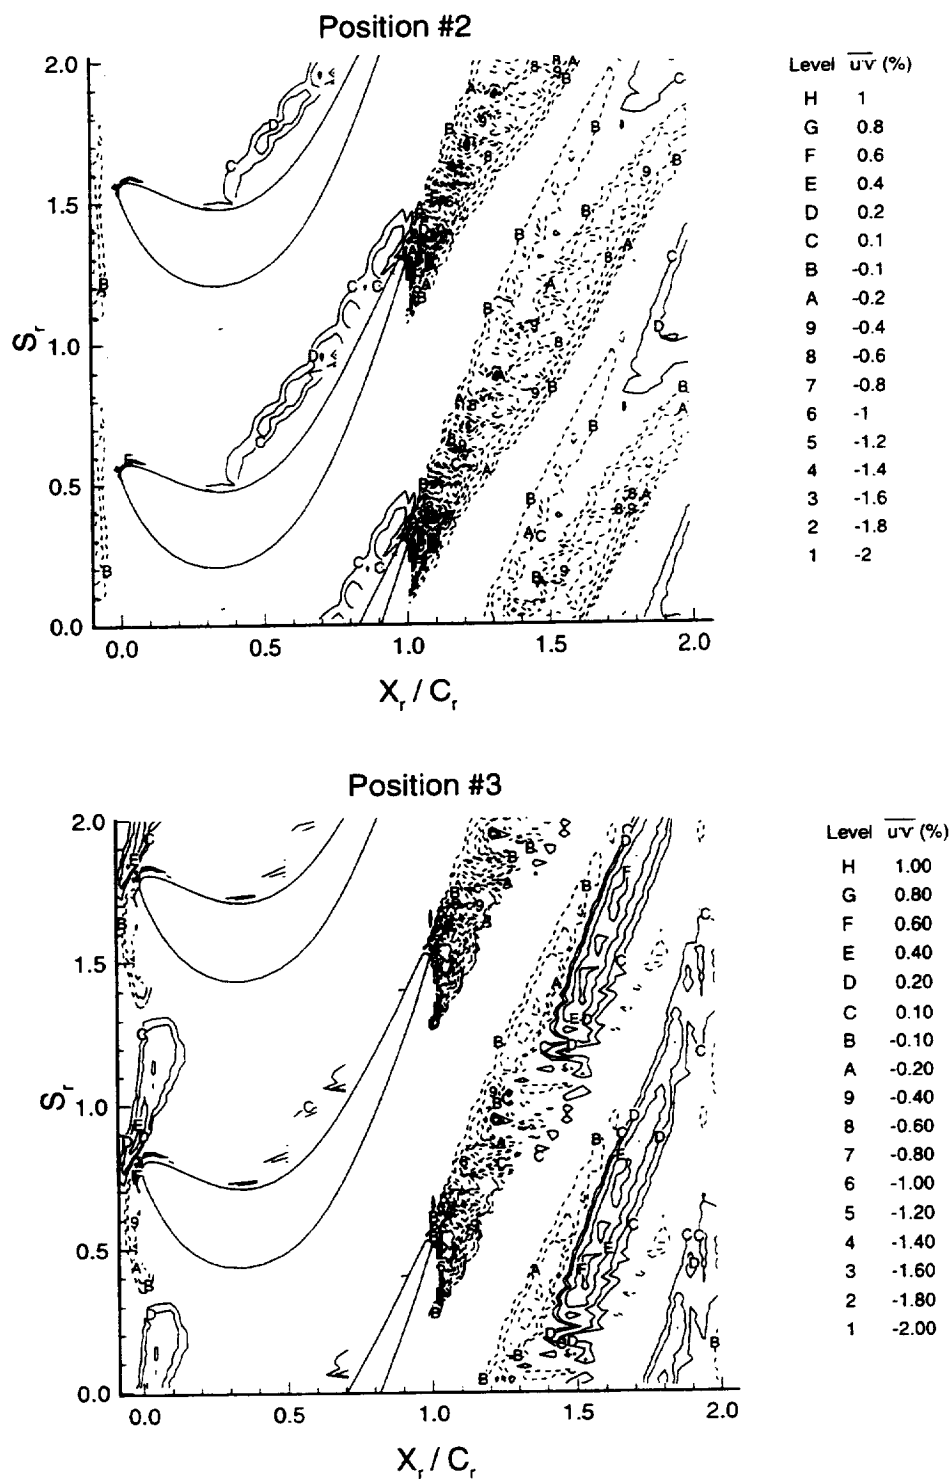 Position #2
Level u'v' (%)
H 1
G 0.8
F 0.6
E 0.4
D 0.2
C 0.1
B -0.1
A -0.2
9 -0.4
8 -0.6
7 -0.8
6 -1
5 -1.2
4 -1.4
3 -1.6
2 -1.8
1 -2
2.0
1.5
1.0
0.5
0.0
S_r
0.0 0.5 1.0 1.5 2.0
X_r / C_r
Position #3
Level u'v' (%)
H 1.00
G 0.80
F 0.60
E 0.40
D 0.20
C 0.10
B -0.10
A -0.20
9 -0.40
8 -0.60
7 -0.80
6 -1.00
5 -1.20
4 -1.40
3 -1.60
2 -1.80
1 -2.00
2.0
1.5
1.0
0.5
0.0
S_r
0.0 0.5 1.0 1.5 2.0
X_r / C_r